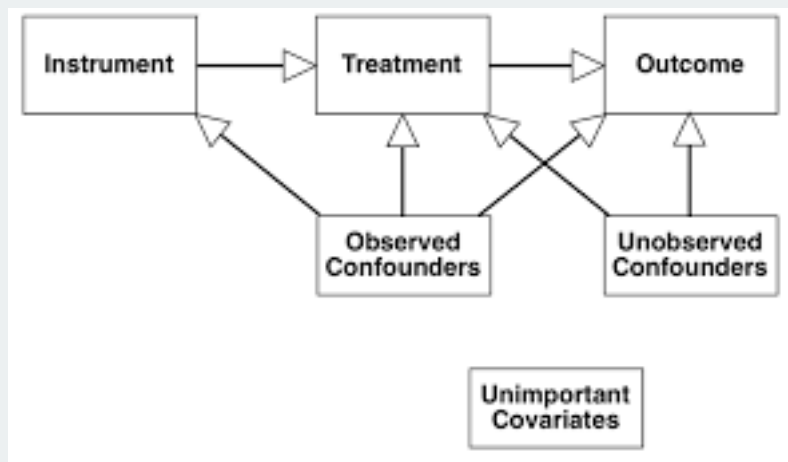 Instrument
Treatment
Outcome
Observed
Confounders
Unobserved
Confounders
Unimportant
Covariates